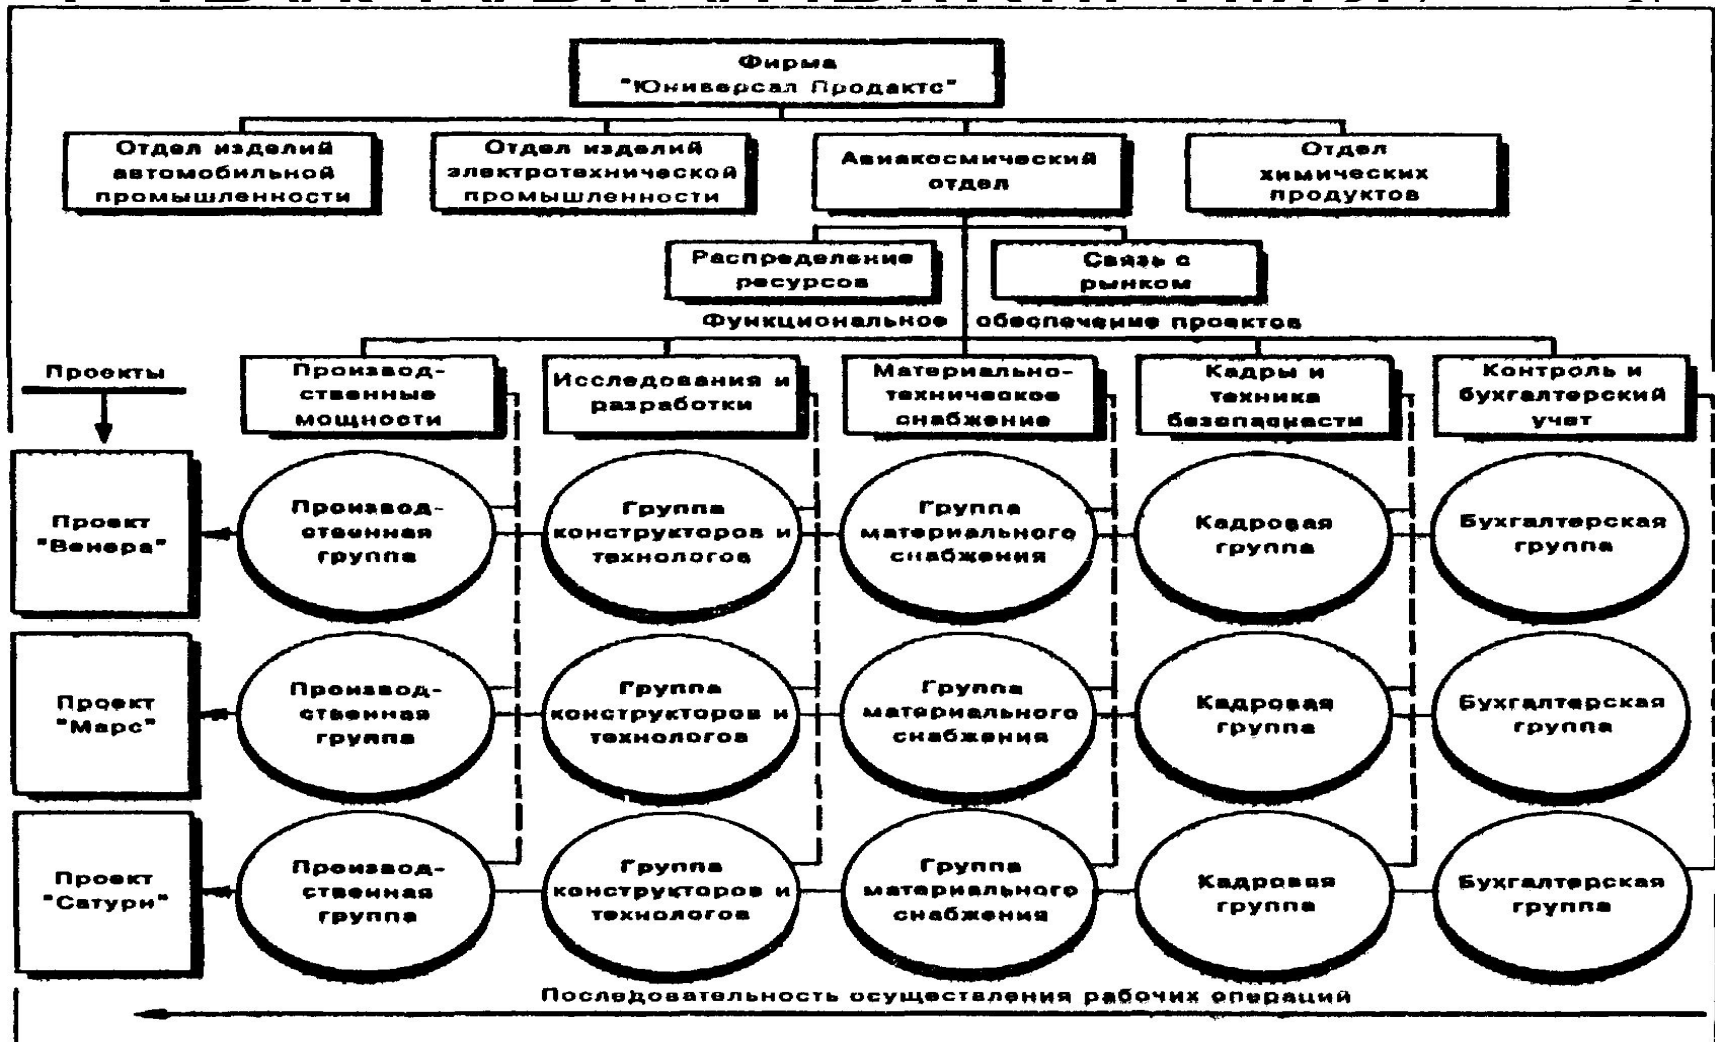 Фирма
"Юниверсал Продактс"
Отдел изделий
автомобильной
промышленности
Отдел изделий
электротехнической
промышленности
Авиакосмический
отдел
Отдел
химических
продуктов
Распределение
ресурсов
Связь с
рынком
Функциональное обеспечение проектов
Проекты
Производ-
ственные
мощности
Исследования и
разработки
Материально-
техническое
снабжение
Кадры и
техника
безопасности
Контроль и
бухгалтерский
учет
Проект
"Венера"
Производ-
ственная
группа
Группа
конструкторов и
технологов
Группа
материального
снабжения
Кадровая
группа
Бухгалтерская
группа
Проект
"Марс"
Производ-
ственная
группа
Группа
конструкторов и
технологов
Группа
материального
снабжения
Кадровая
группа
Бухгалтерская
группа
Проект
"Сатурн"
Производ-
ственная
группа
Группа
конструкторов и
технологов
Группа
материального
снабжения
Кадровая
группа
Бухгалтерская
группа
Последовательность осуществления рабочих операций